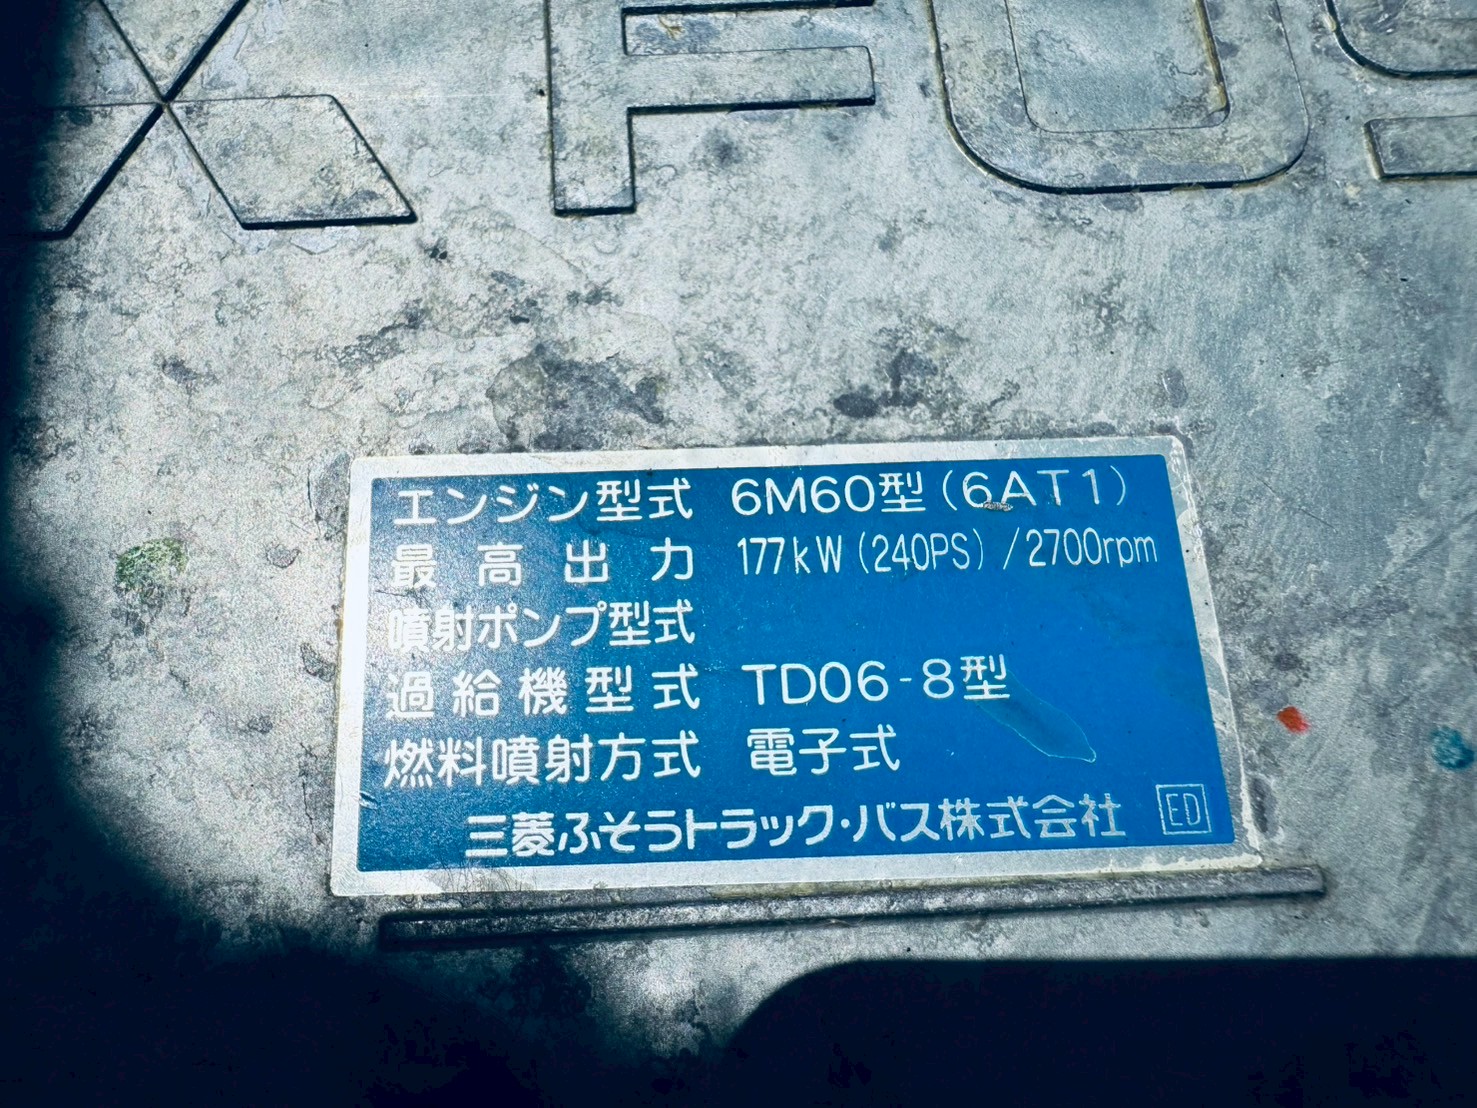 FUS
エンジン型式 6M60型(6AT1)
最高出力 177kW(240PS)/2700rpm
噴射ポンプ型式
過給機型式 TD06-8型
燃料噴射方式 電子式
三菱ふそうトラック・バス株式会社 ED